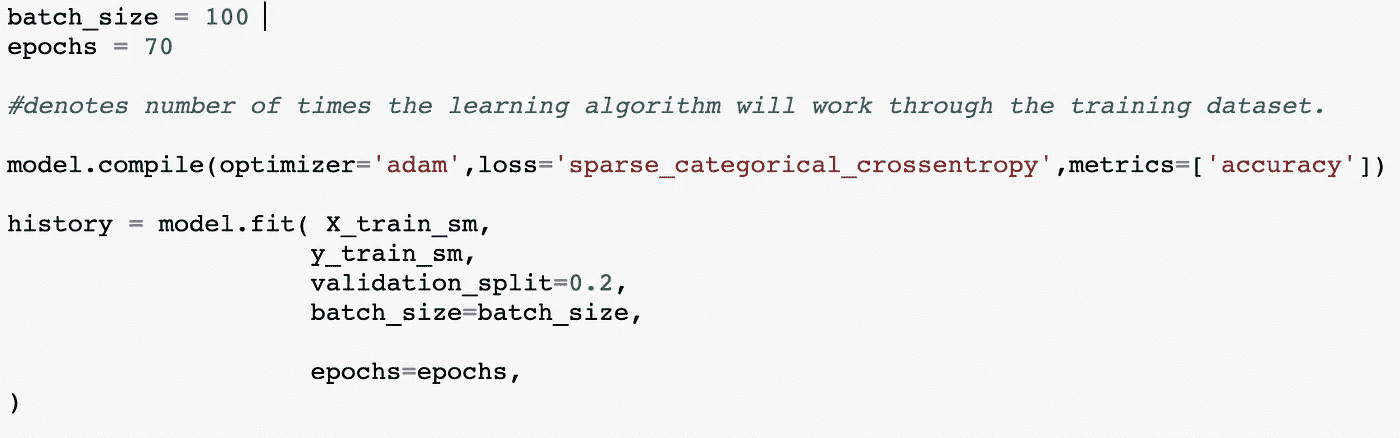 batch_size = 100
epochs = 70
#denotes number of times the learning algorithm will work through the training dataset.
model.compile(optimizer='adam',loss='sparse_categorical_crossentropy',metrics=['accuracy'])
history = model.fit( X_train_sm,
y_train_sm,
validation_split=0.2,
batch_size=batch_size,
epochs=epochs,
)